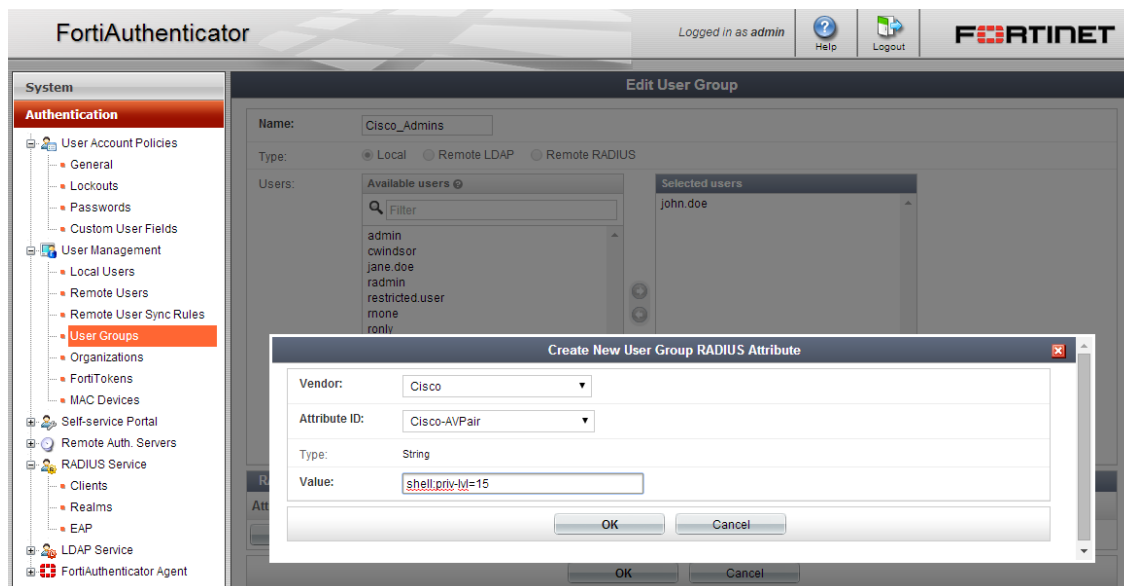 FortiAuthenticator
Logged in as admin
Help
Logout
FORTINET
System
Authentication
User Account Policies
General
Lockouts
Passwords
Custom User Fields
User Management
Local Users
Remote Users
Remote User Sync Rules
User Groups
Organizations
FortiTokens
MAC Devices
Self-service Portal
Remote Auth. Servers
RADIUS Service
Clients
Realms
EAP
LDAP Service
FortiAuthenticator Agent
Edit User Group
Name: Cisco_Admins
Type: Local Remote LDAP Remote RADIUS
Users: Available users
Filter
admin
cwindsor
jane.doe
radmin
restricted.user
rnone
ronly
Selected users
john.doe
Create New User Group RADIUS Attribute
Vendor: Cisco
Attribute ID: Cisco-AVPair
Type: String
Value: shell:priv-lvl=15
OK Cancel
OK Cancel